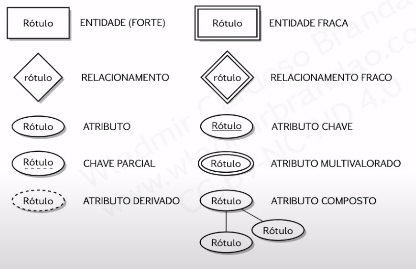 Rótulo ENTIDADE (FORTE) Rótulo ENTIDADE FRACA
rótulo RELACIONAMENTO rótulo RELACIONAMENTO FRACO
Rótulo ATRIBUTO Rótulo ATRIBUTO CHAVE
Rótulo CHAVE PARCIAL Rótulo ATRIBUTO MULTIVALORADO
Rótulo ATRIBUTO DERIVADO Rótulo ATRIBUTO COMPOSTO
Rótulo
Rótulo